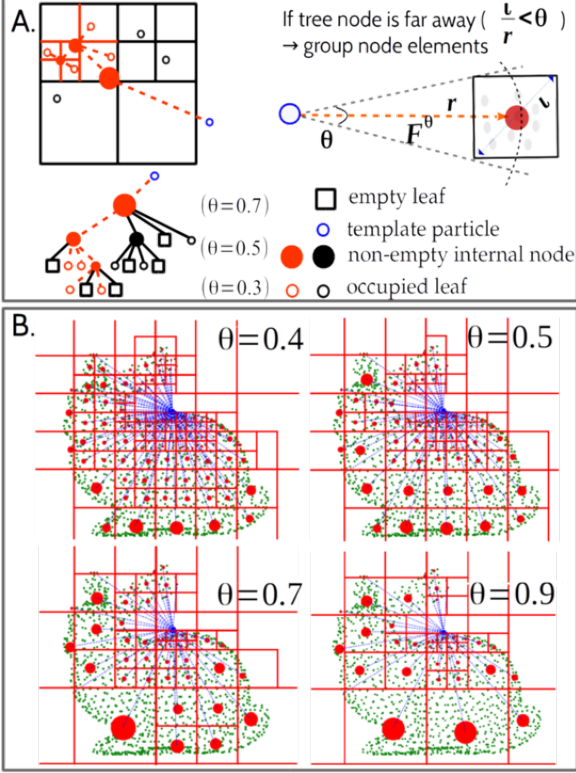 A.
If tree node is far away ( ι/r <θ )
→ group node elements
r
ι
θ
F^θ
(θ=0.7)
(θ=0.5)
(θ=0.3)
empty leaf
template particle
non-empty internal node
occupied leaf
B.
θ=0.4
θ=0.5
θ=0.7
θ=0.9